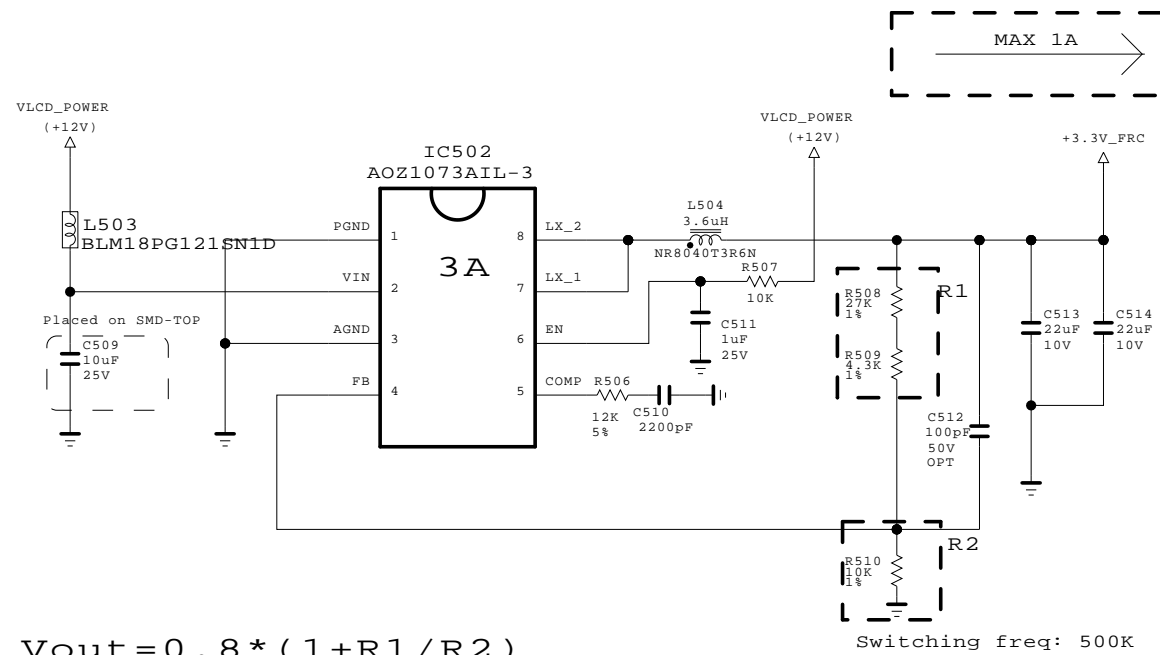 MAX 1A
VLCD_POWER
(+12V)
L503
BLM18PG121SN1D
Placed on SMD-TOP
C509
10uF
25V
IC502
AOZ1073AIL-3
3A
PGND
1
VIN
2
AGND
3
FB
4
8
LX_2
7
LX_1
6
EN
5
COMP
L504
3.6uH
NR8040T3R6N
VLCD_POWER
(+12V)
R507
10K
C511
1uF
25V
R506
12K
5%
C510
2200pF
+3.3V_FRC
R1
R508
27K
1%
R509
4.3K
1%
C512
100pF
50V
OPT
C513
22uF
10V
C514
22uF
10V
R2
R510
10K
1%
Vout=0.8*(1+R1/R2)
Switching freq: 500K